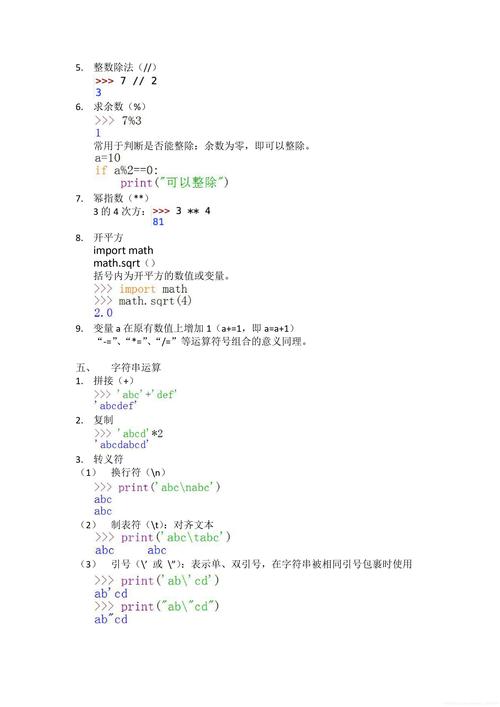 5. 整数除法（//）
>>> 7 // 2
3
6. 求余数（%）
>>> 7%3
1
常用于判断是否能整除；余数为零，即可以整除。
a=10
if a%2==0:
    print("可以整除")
7. 幂指数（**）
3 的 4 次方：>>> 3 ** 4
81
8. 开平方
import math
math.sqrt（）
括号内为开平方的数值或变量。
>>> import math
>>> math.sqrt(4)
2.0
9. 变量 a 在原有数值上增加 1（a+=1，即 a=a+1）
“-=”、“*=”、“/=”等运算符号组合的意义同理。
五、 字符串运算
1. 拼接（+）
>>> 'abc'+'def'
'abcdef'
2. 复制
>>> 'abcd'*2
'abcdabcd'
3. 转义符
（1） 换行符（\n）
>>> print('abc\nabc')
abc
abc
（2） 制表符（\t）：对齐文本
>>> print('abc\tabc')
abc     abc
（3） 引号（\’ 或 \”）：表示单、双引号，在字符串被相同引号包裹时使用
>>> print('ab\'cd')
ab'cd
>>> print("ab\"cd")
ab"cd